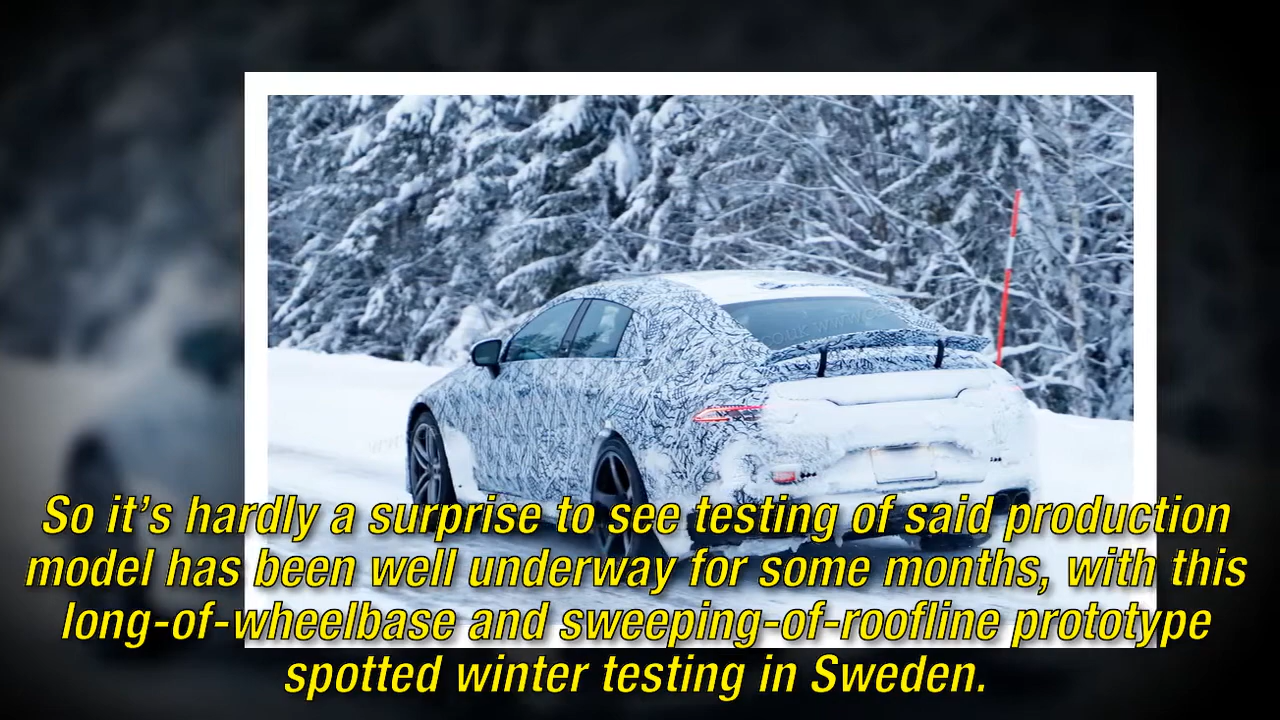 So it’s hardly a surprise to see testing of said production
model has been well underway for some months, with this
long-of-wheelbase and sweeping-of-roofline prototype
spotted winter testing in Sweden.